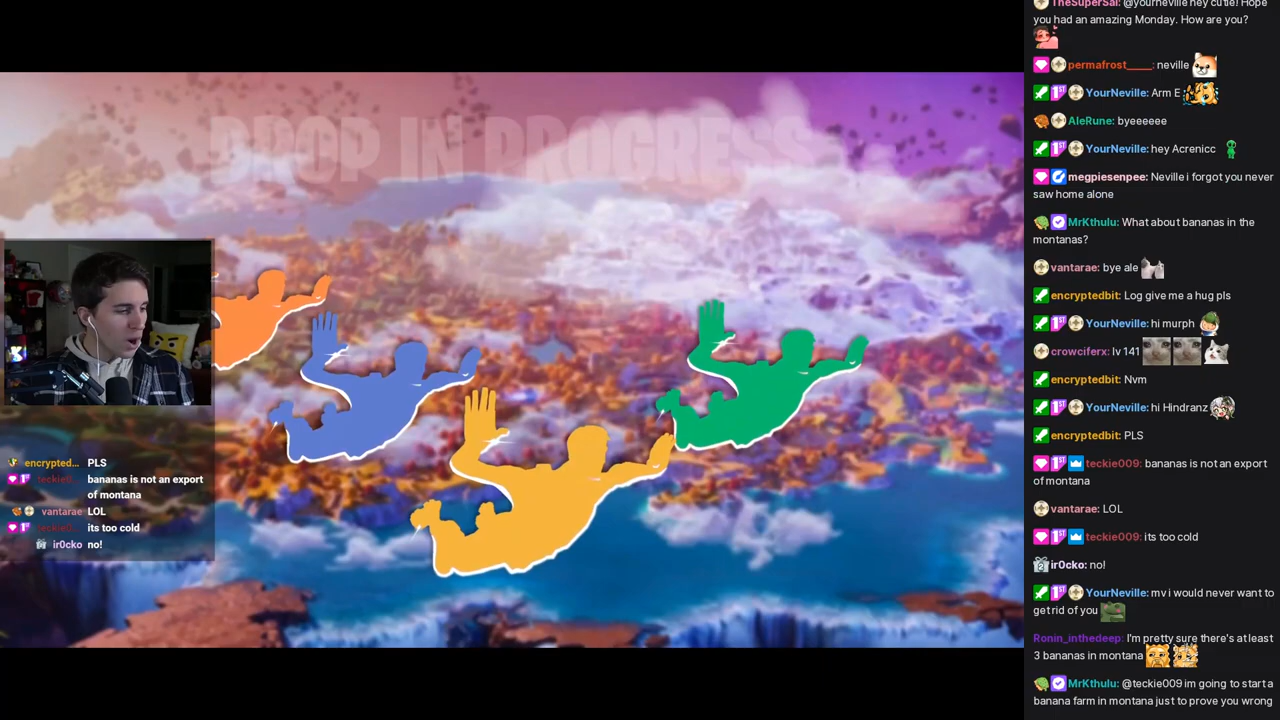 DROP IN PROGRESS
encrypted... PLS
teckie0... bananas is not an export
of montana
vantarae LOL
teckie0... its too cold
ir0cko no!
TheSuperSal: @yourneville hey cutie! Hope
you had an amazing Monday. How are you?
permafrost_____: neville
YourNeville: Arm E
AleRune: byeeeeee
YourNeville: hey Acrenicc
megpiesenpee: Neville i forgot you never
saw home alone
MrKthulu: What about bananas in the
montanas?
vantarae: bye ale
encryptedbit: Log give me a hug pls
YourNeville: hi murph
crowciferx: lv 141
encryptedbit: Nvm
YourNeville: hi Hindranz
encryptedbit: PLS
teckie009: bananas is not an export
of montana
vantarae: LOL
teckie009: its too cold
ir0cko: no!
YourNeville: mv i would never want to
get rid of you
Ronin_inthedeep: I'm pretty sure there's at least
3 bananas in montana
MrKthulu: @teckie009 im going to start a
banana farm in montana just to prove you wrong